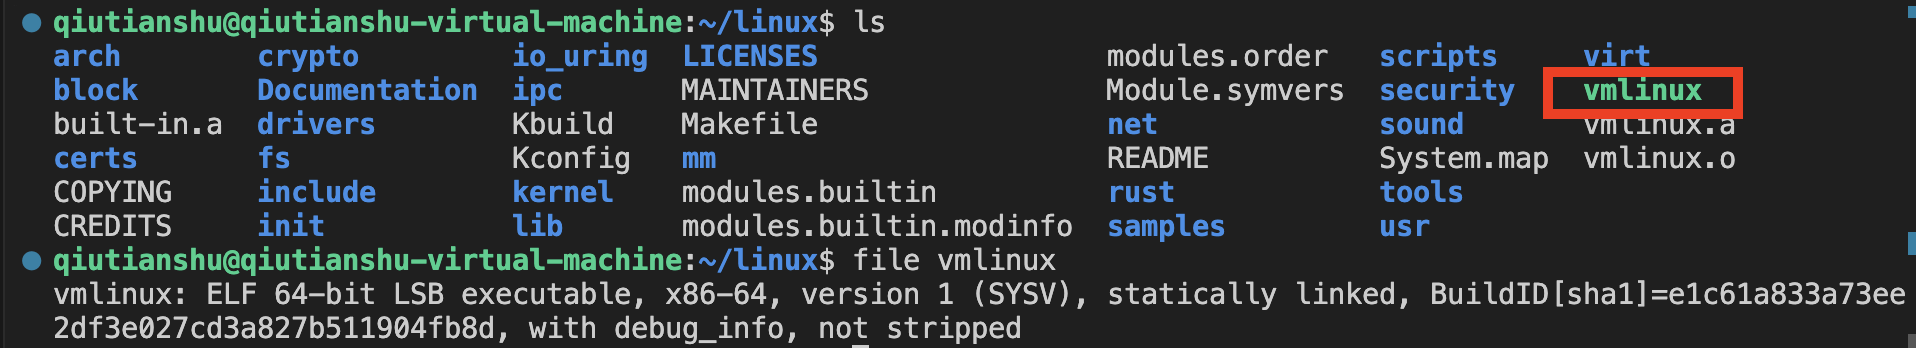 qiutianshu@qiutianshu-virtual-machine:~/linux$ ls
arch crypto io_uring LICENSES modules.order scripts virt
block Documentation ipc MAINTAINERS Module.symvers security vmlinux
built-in.a drivers Kbuild Makefile net sound vmlinux.a
certs fs Kconfig mm README System.map vmlinux.o
COPYING include kernel modules.builtin rust tools
CREDITS init lib modules.builtin.modinfo samples usr
qiutianshu@qiutianshu-virtual-machine:~/linux$ file vmlinux
vmlinux: ELF 64-bit LSB executable, x86-64, version 1 (SYSV), statically linked, BuildID[sha1]=e1c61a833a73ee
2df3e027cd3a827b511904fb8d, with debug_info, not stripped